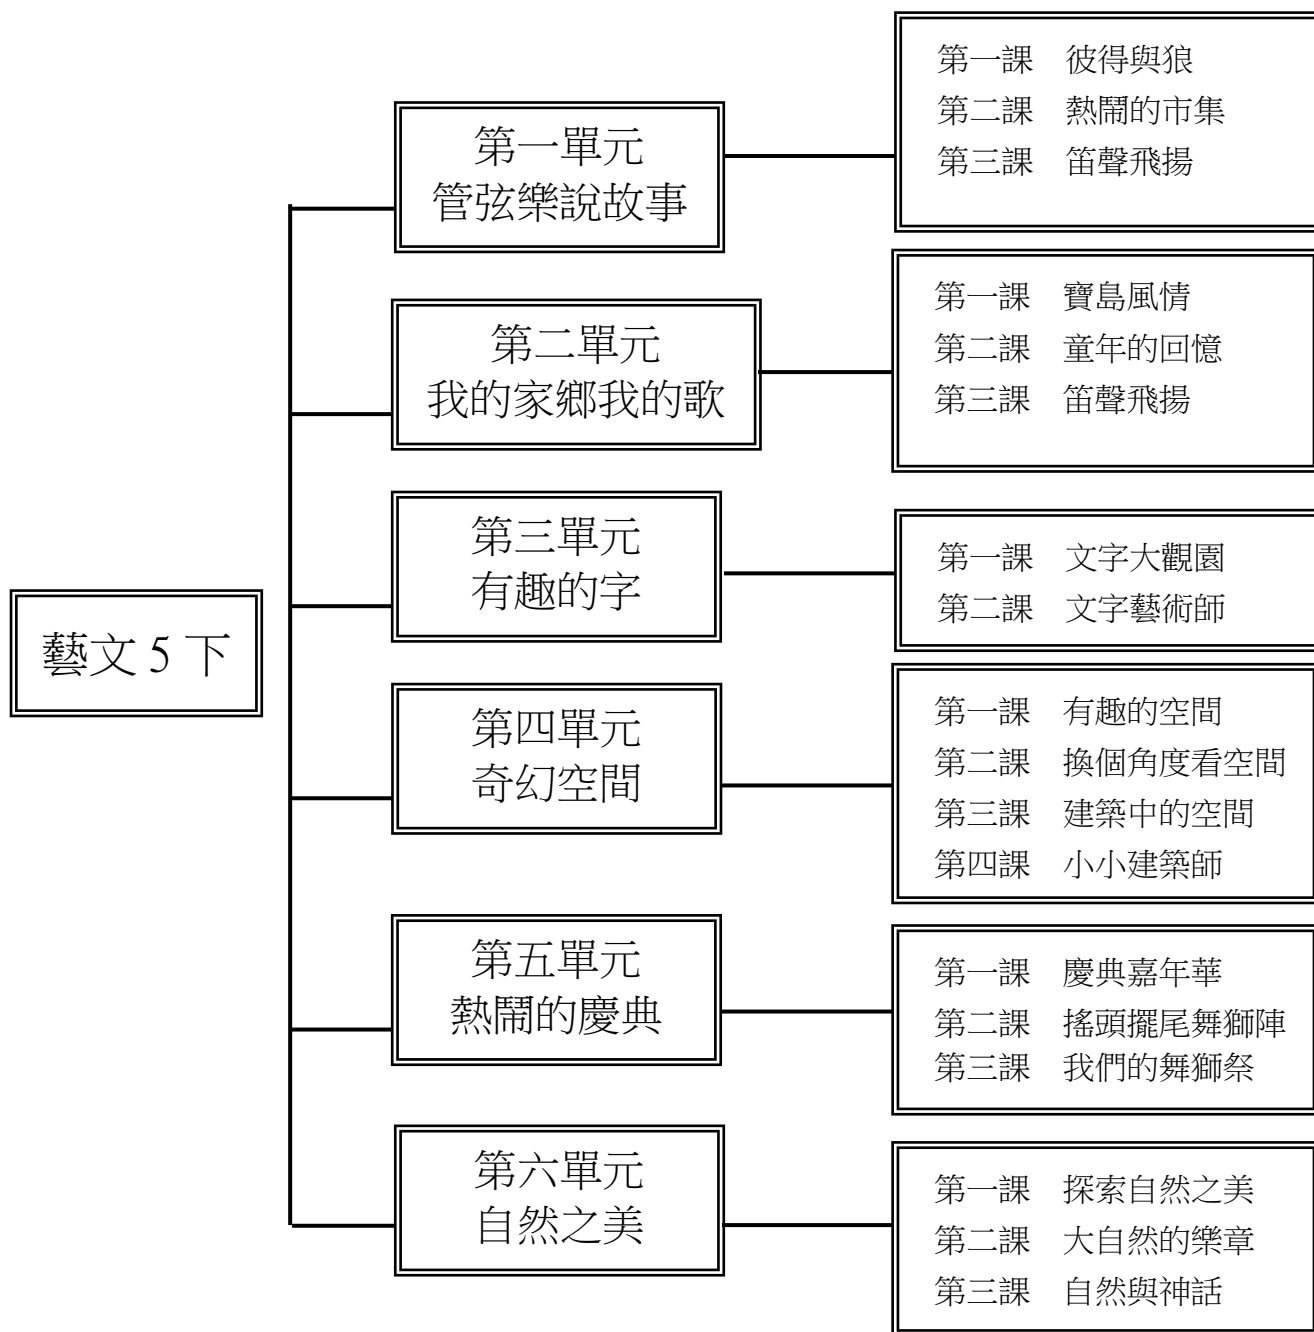 藝文 5 下
第一單元
管弦樂說故事
第一課　彼得與狼
第二課　熱鬧的市集
第三課　笛聲飛揚
第二單元
我的家鄉我的歌
第一課　寶島風情
第二課　童年的回憶
第三課　笛聲飛揚
第三單元
有趣的字
第一課　文字大觀園
第二課　文字藝術師
第四單元
奇幻空間
第一課　有趣的空間
第二課　換個角度看空間
第三課　建築中的空間
第四課　小小建築師
第五單元
熱鬧的慶典
第一課　慶典嘉年華
第二課　搖頭擺尾舞獅陣
第三課　我們的舞獅祭
第六單元
自然之美
第一課　探索自然之美
第二課　大自然的樂章
第三課　自然與神話